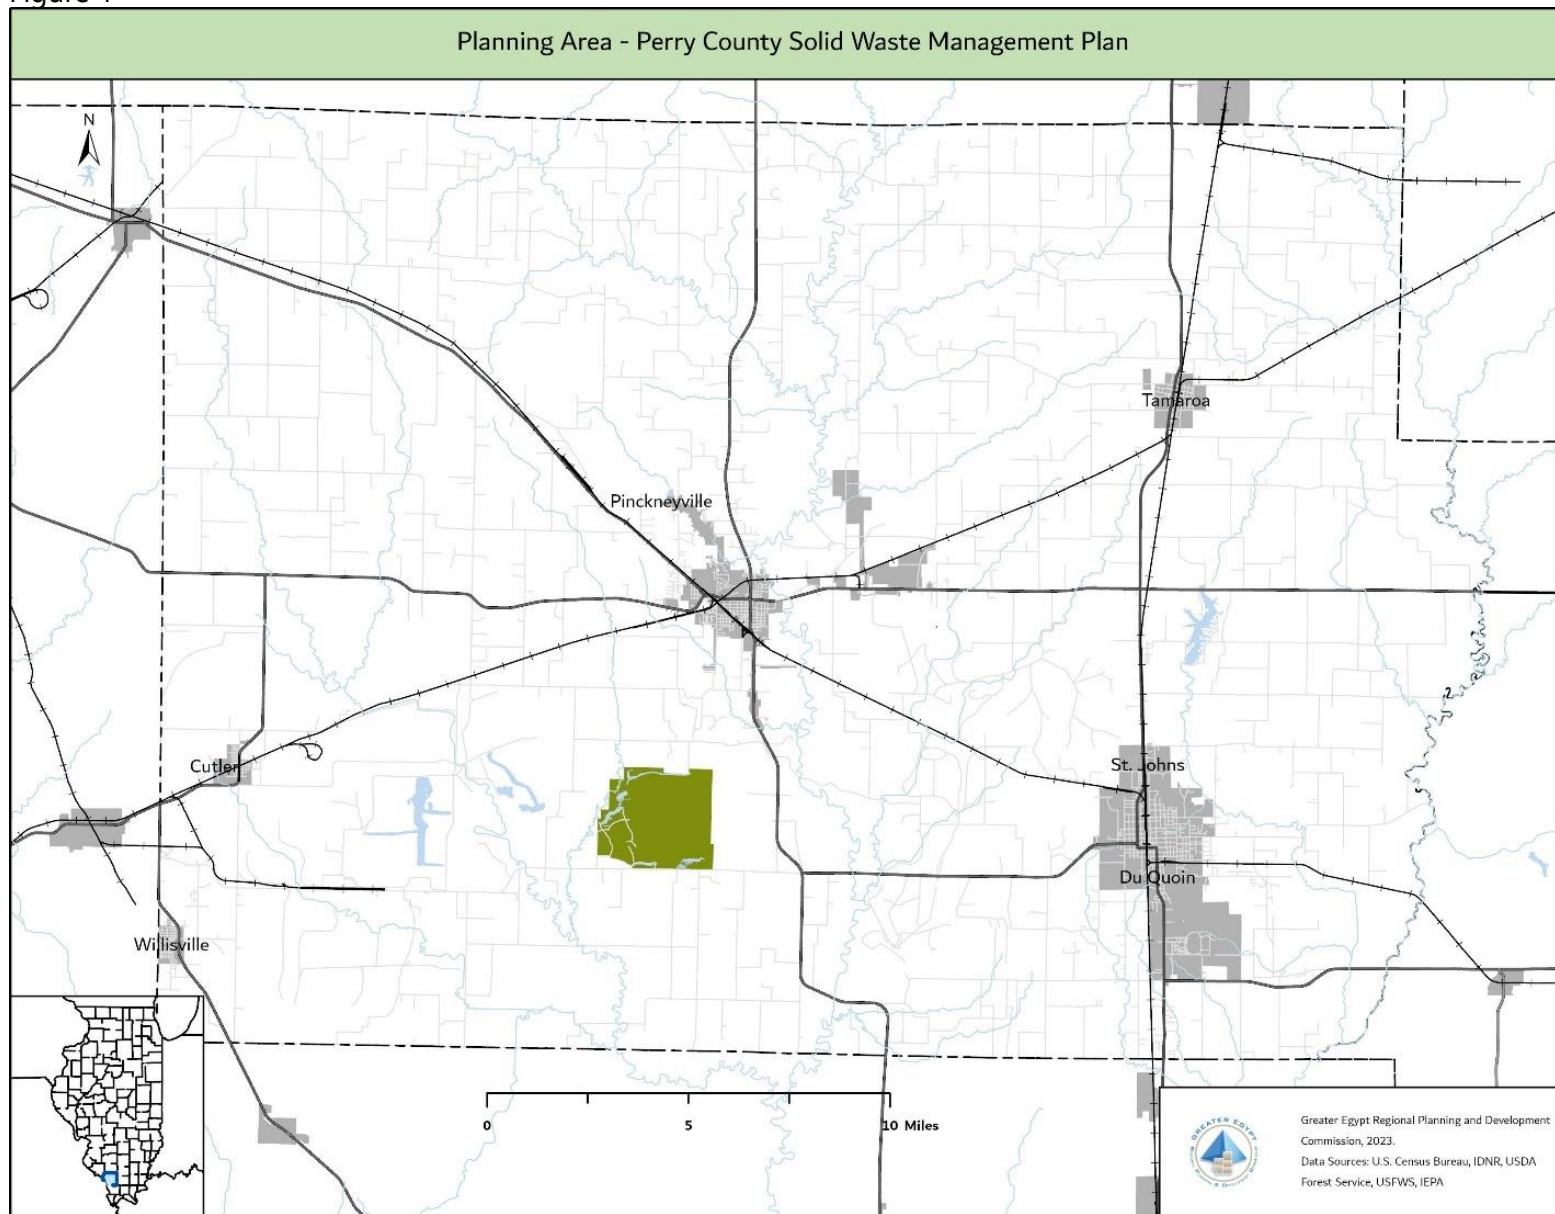 Planning Area - Perry County Solid Waste Management Plan
N
Tamaroa
Pinckneyville
Cutler
St. Johns
Du Quoin
Willisville
0 5 10 Miles
GREATER EGYPT
Greater Egypt Regional Planning and Development
Commission, 2023.
Data Sources: U.S. Census Bureau, IDNR, USDA
Forest Service, USFWS, IEPA